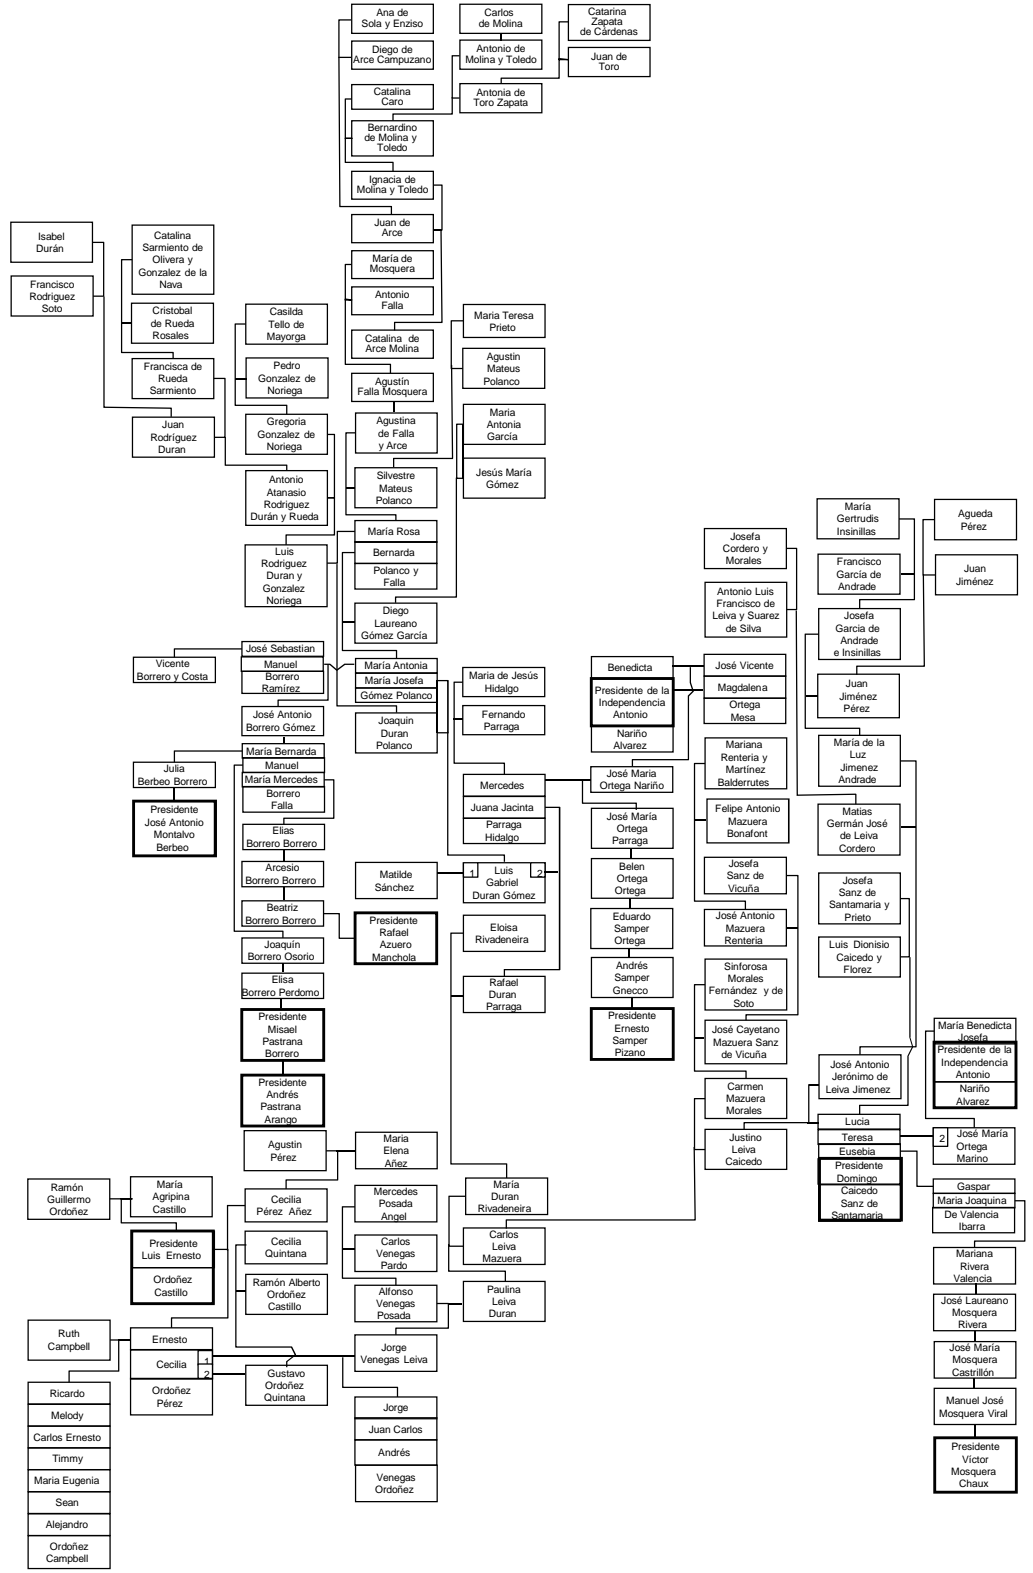 Ana de
Sola y Enziso
Diego de
Arce Campuzano
Carlos
de Molina
Antonio de
Molina y Toledo
Antonia de
Toro Zapata
Catarina
Zapata
de Cárdenas
Juan de
Toro
Catalina
Caro
Bernardino
de Molina y
Toledo
Ignacia de
Molina y Toledo
Juan de
Arce
María de
Mosquera
Antonio
Falla
Catalina de
Arce Molina
Agustín
Falla Mosquera
Agustina
de Falla
y Arce
Silvestre
Mateus
Polanco
María Rosa
Bernarda
Polanco y
Falla
Diego
Laureano
Gómez García
María Antonia
María Josefa
Gómez Polanco
Joaquin
Duran
Polanco
Isabel
Durán
Francisco
Rodriguez
Soto
Catalina
Sarmiento de
Olivera y
Gonzalez de la
Nava
Cristobal
de Rueda
Rosales
Francisca de
Rueda
Sarmiento
Juan
Rodríguez
Duran
Casilda
Tello de
Mayorga
Pedro
Gonzalez de
Noriega
Gregoria
Gonzalez de
Noriega
Antonio
Atanasio
Rodriguez
Durán y Rueda
Luis
Rodriguez
Duran y
Gonzalez
Noriega
Maria Teresa
Prieto
Agustin
Mateus
Polanco
Maria
Antonia
García
Jesús María
Gómez
Vicente
Borrero y Costa
José Sebastian
Manuel
Borrero
Ramírez
José Antonio
Borrero Gómez
María Bernarda
Manuel
María Mercedes
Borrero
Falla
Julia
Berbeo Borrero
Presidente
José Antonio
Montalvo
Berbeo
Elias
Borrero Borrero
Arcesio
Borrero Borrero
Beatriz
Borrero Borrero
Presidente
Rafael
Azuero
Manchola
Joaquín
Borrero Osorio
Elisa
Borrero Perdomo
Presidente
Misael
Pastrana
Borrero
Presidente
Andrés
Pastrana
Arango
Maria de Jesús
Hidalgo
Fernando
Parraga
Mercedes
Juana Jacinta
Parraga
Hidalgo
Matilde
Sánchez
1
Luis
Gabriel
Duran Gómez
2
Eloisa
Rivadeneira
Rafael
Duran
Parraga
Benedicta
Presidente de la
Independencia
Antonio
Nariño
Alvarez
José Vicente
Magdalena
Ortega
Mesa
José Maria
Ortega Nariño
José María
Ortega
Parraga
Belen
Ortega
Ortega
Eduardo
Samper
Ortega
Andrés
Samper
Gnecco
Presidente
Ernesto
Samper
Pizano
Josefa
Cordero y
Morales
Antonio Luis
Francisco de
Leiva y Suarez
de Silva
Mariana
Renteria y
Martínez
Balderrutes
Felipe Antonio
Mazuera
Bonafont
Josefa
Sanz de
Vicuña
José Antonio
Mazuera
Renteria
Sinforosa
Morales
Fernández y de
Soto
José Cayetano
Mazuera Sanz
de Vicuña
Carmen
Mazuera
Morales
Justino
Leiva
Caicedo
María
Gertrudis
Insinillas
Francisco
García de
Andrade
Josefa
Garcia de
Andrade
e Insinillas
Juan
Jiménez
Pérez
Agueda
Pérez
Juan
Jiménez
María de la
Luz
Jimenez
Andrade
Matias
Germán José
de Leiva
Cordero
Josefa
Sanz de
Santamaria y
Prieto
Luis Dionisio
Caicedo y
Florez
José Antonio
Jerónimo de
Leiva Jimenez
Lucia
Teresa
Eusebia
Presidente
Domingo
Caicedo
Sanz de
Santamaria
María Benedicta
Josefa
Presidente de la
Independencia
Antonio
Nariño
Alvarez
2
José María
Ortega
Marino
Gaspar
Maria Joaquina
De Valencia
Ibarra
Mariana
Rivera
Valencia
José Laureano
Mosquera
Rivera
José María
Mosquera
Castrillón
Manuel José
Mosquera Viral
Presidente
Víctor
Mosquera
Chaux
Agustin
Pérez
Maria
Elena
Añez
Ramón
Guillermo
Ordoñez
María
Agripina
Castillo
Cecilia
Pérez Añez
Presidente
Luis Ernesto
Ordoñez
Castillo
Cecilia
Quintana
Ramón Alberto
Ordoñez
Castillo
Mercedes
Posada
Angel
Carlos
Venegas
Pardo
Alfonso
Venegas
Posada
María
Duran
Rivadeneira
Carlos
Leiva
Mazuera
Paulina
Leiva
Duran
Ruth
Campbell
Ernesto
Cecilia
1
2
Ordoñez
Pérez
Gustavo
Ordoñez
Quintana
Jorge
Venegas Leiva
Ricardo
Melody
Carlos Ernesto
Timmy
Maria Eugenia
Sean
Alejandro
Ordoñez
Campbell
Jorge
Juan Carlos
Andrés
Venegas
Ordoñez